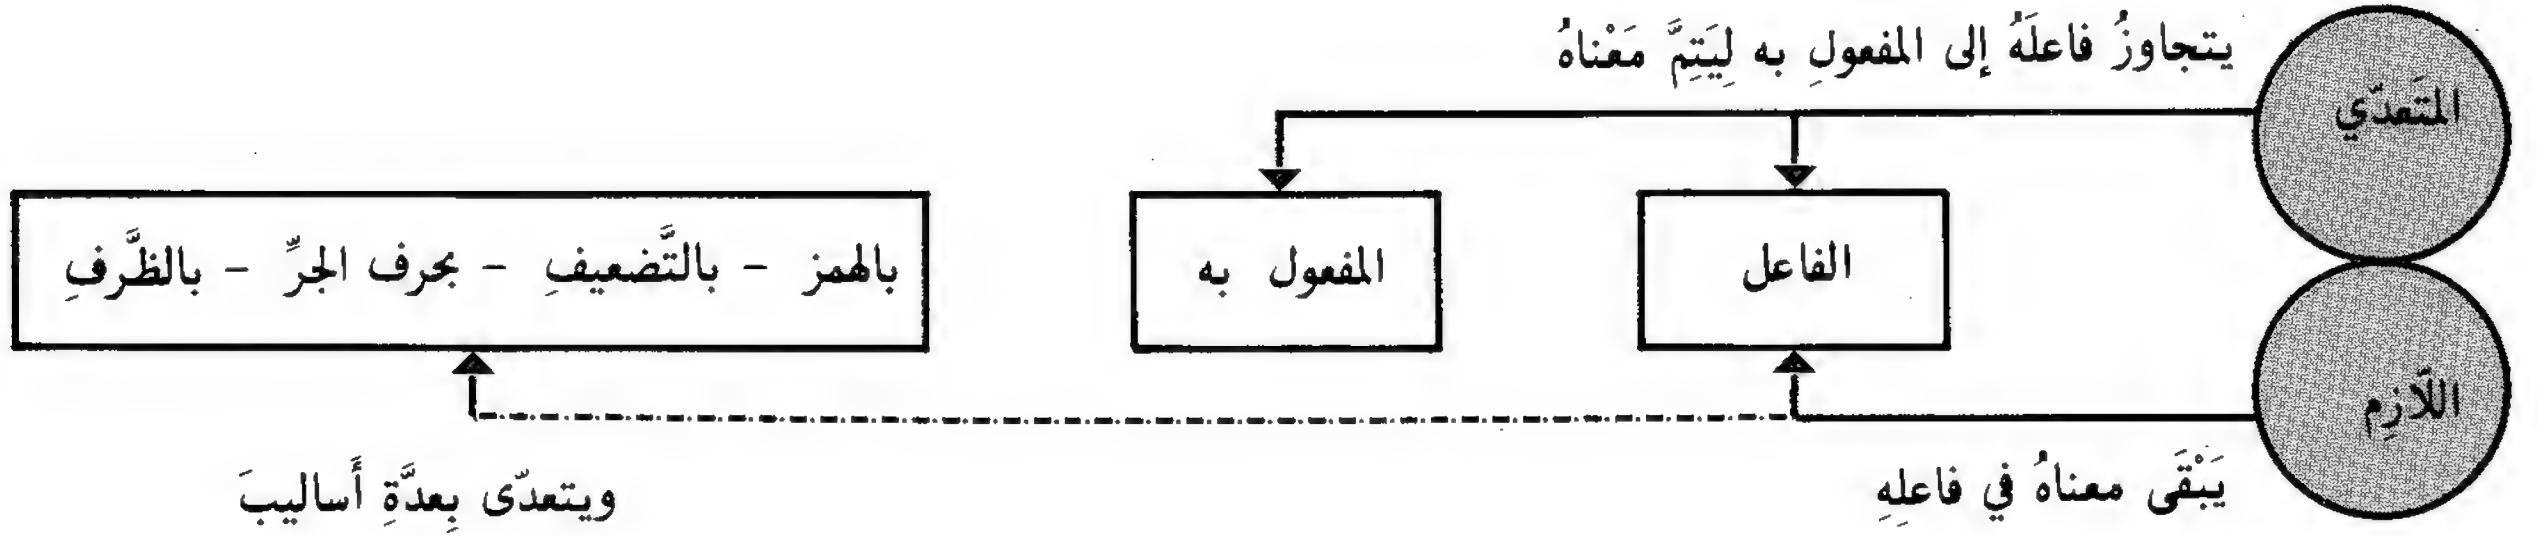 يتجاوزُ فاعلَهُ إلى المفعولِ به لِيَتِمَّ مَعْناهُ
المتَعدّي
الفاعل
المفعول به
بالهمز - بالتَّضعيفِ - بحرف الجرِّ - بالظَّرفِ
اللّازِم
يَبْقَى معناهُ في فاعلِهِ
ويتعدّى بِعدَّةِ أَساليبَ